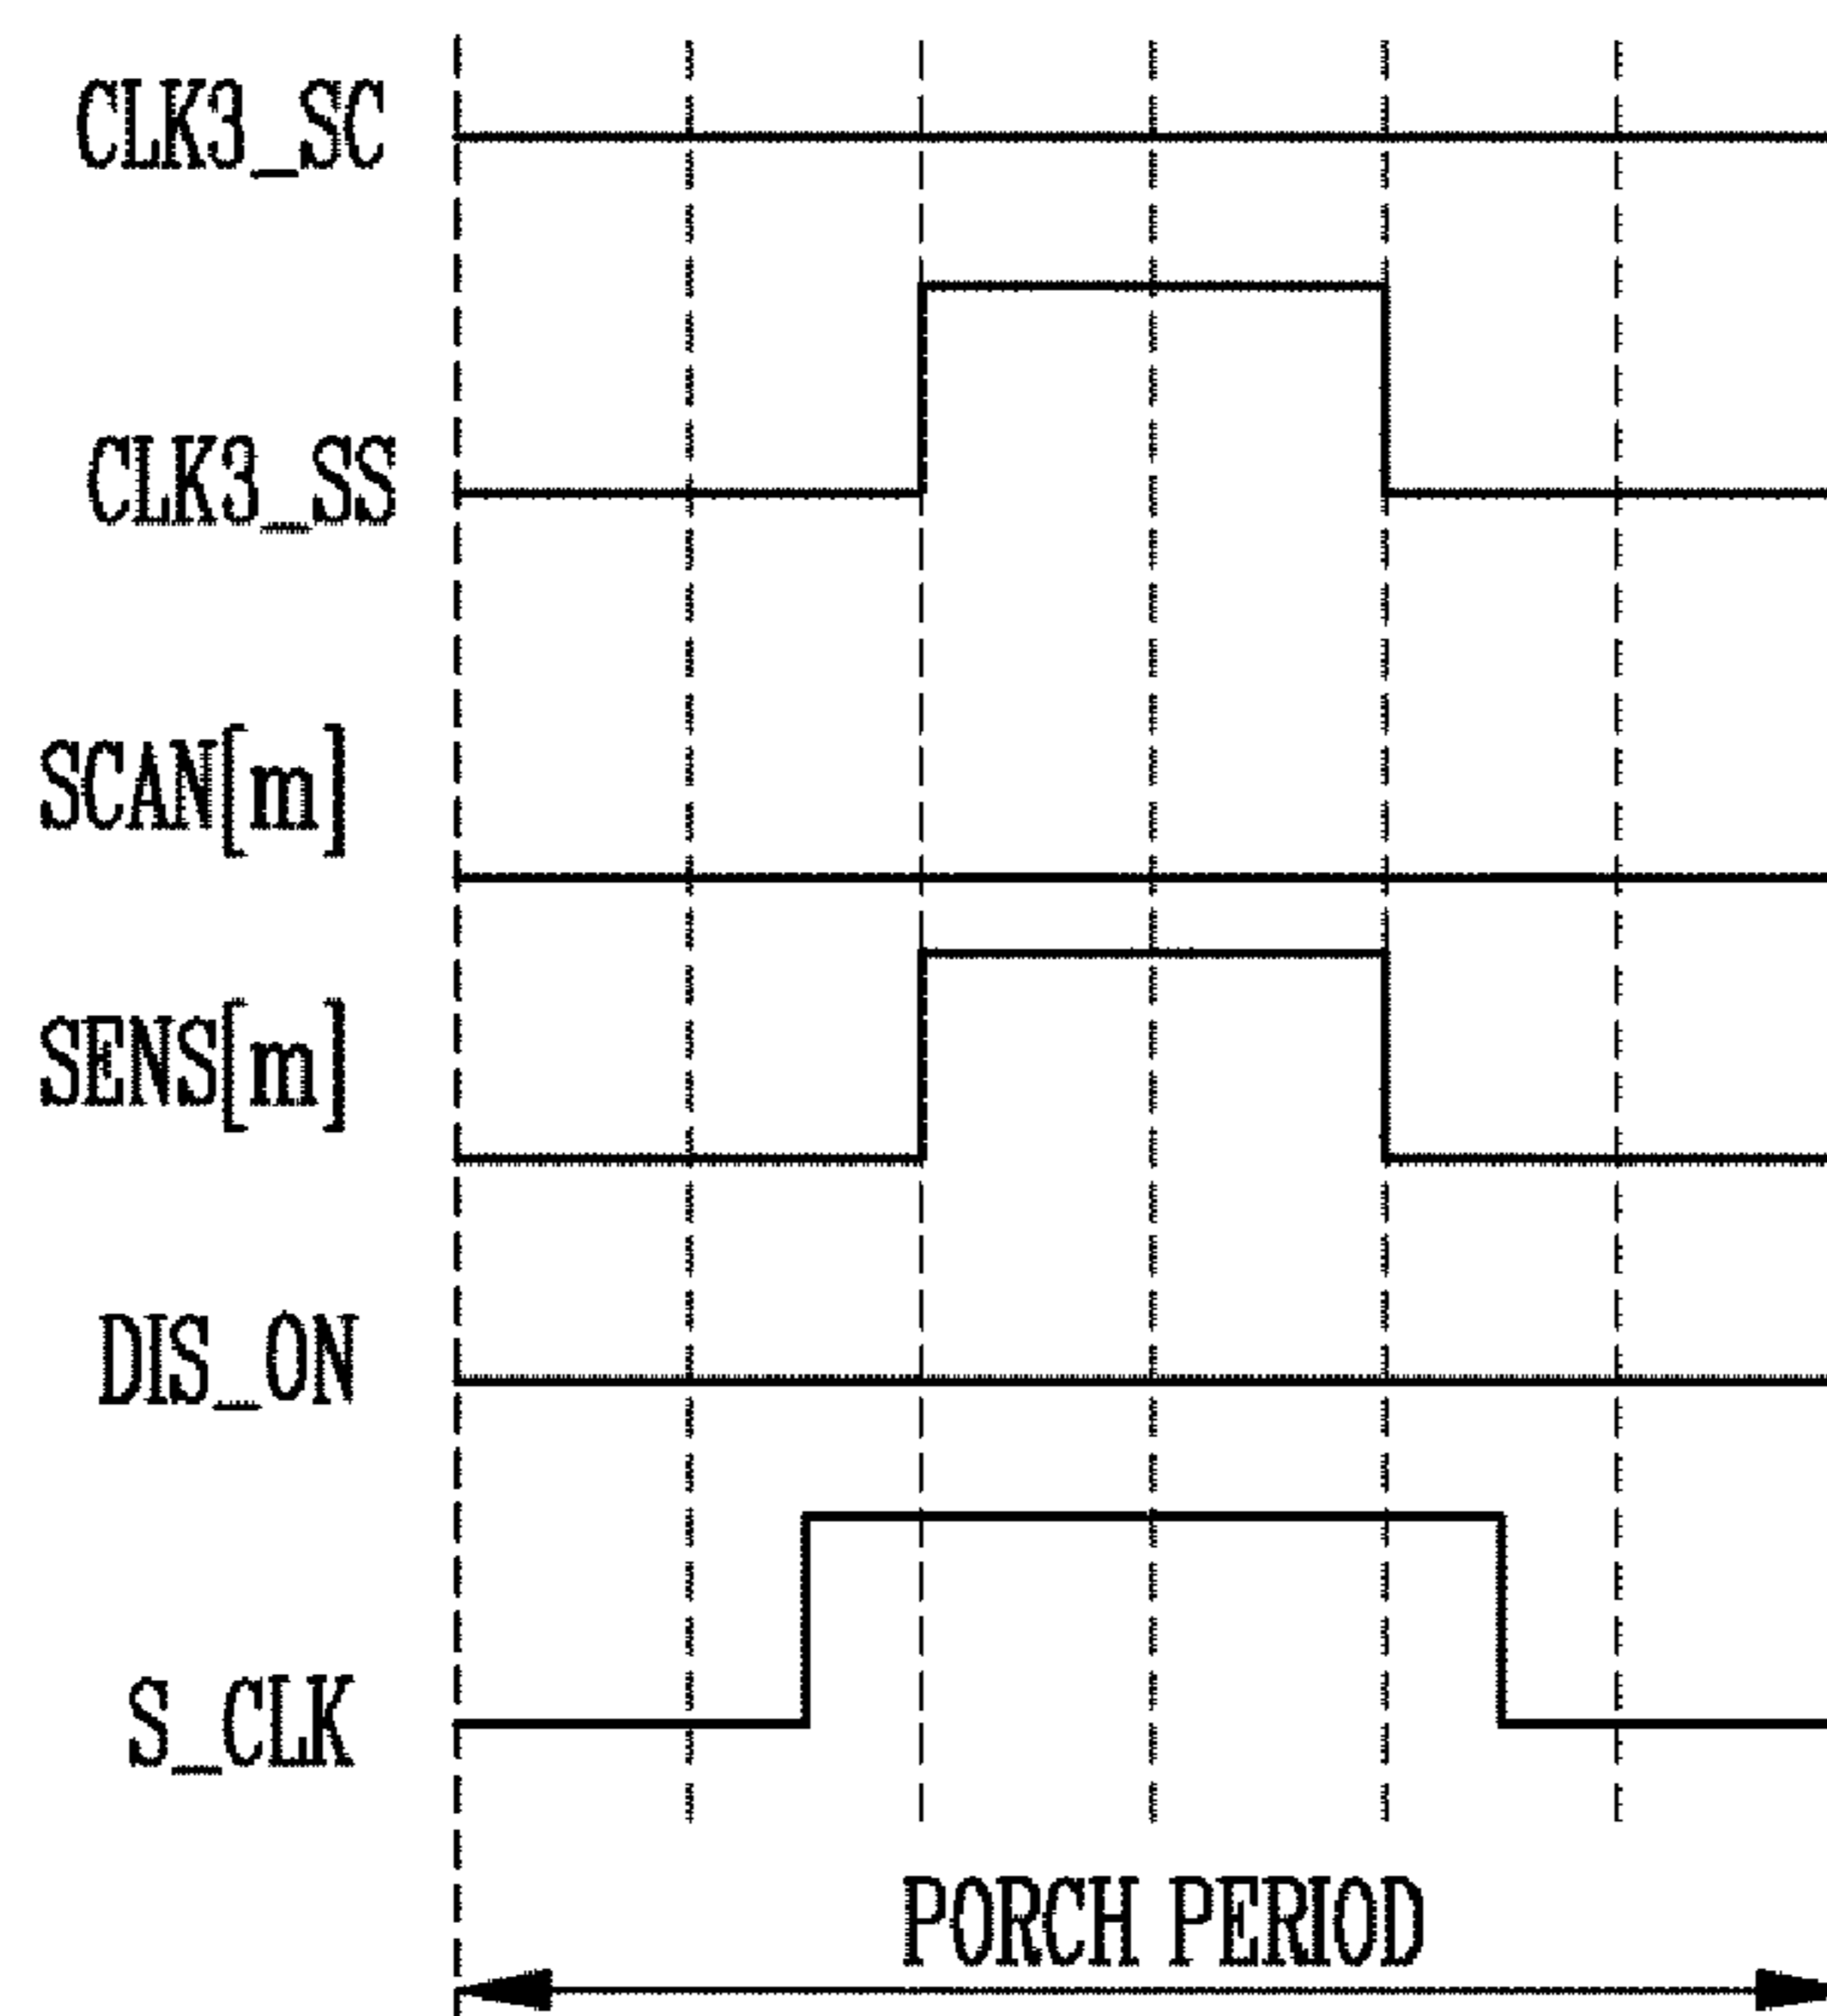 CLK3_SC
CLK3_SS
SCAN[m]
SENS[m]
DIS_ON
S_CLK
PORCH PERIOD